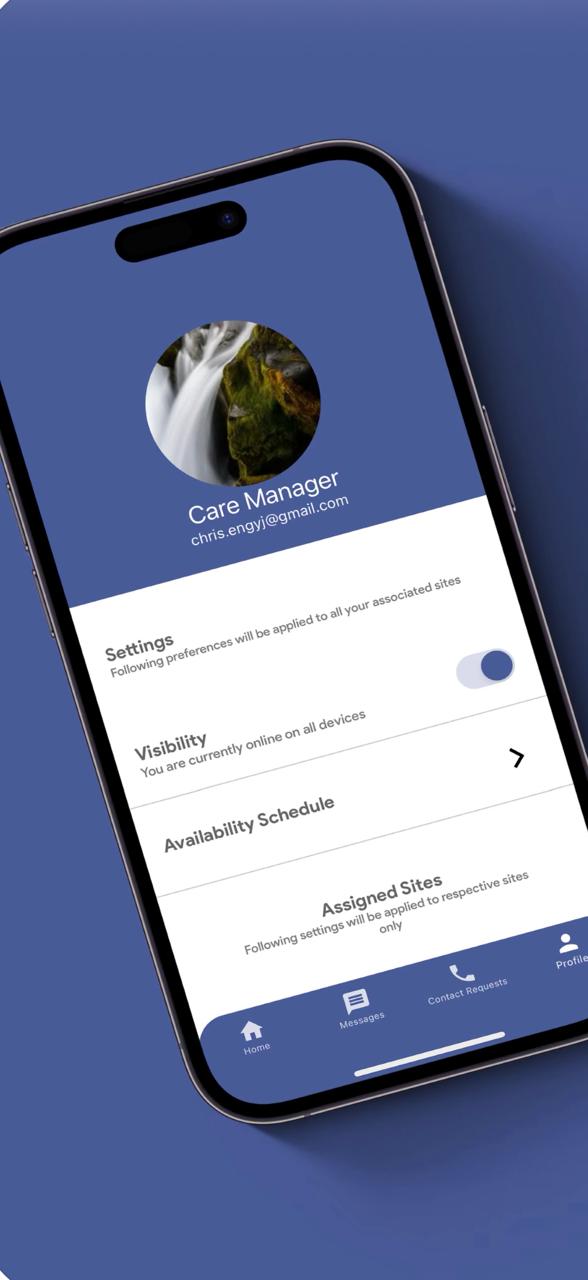 Care Manager
chris.engyj@gmail.com
Settings
Following preferences will be applied to all your associated sites
Visibility
You are currently online on all devices
Availability Schedule
Assigned Sites
Following settings will be applied to respective sites
only
Home
Messages
Contact Requests
Profile